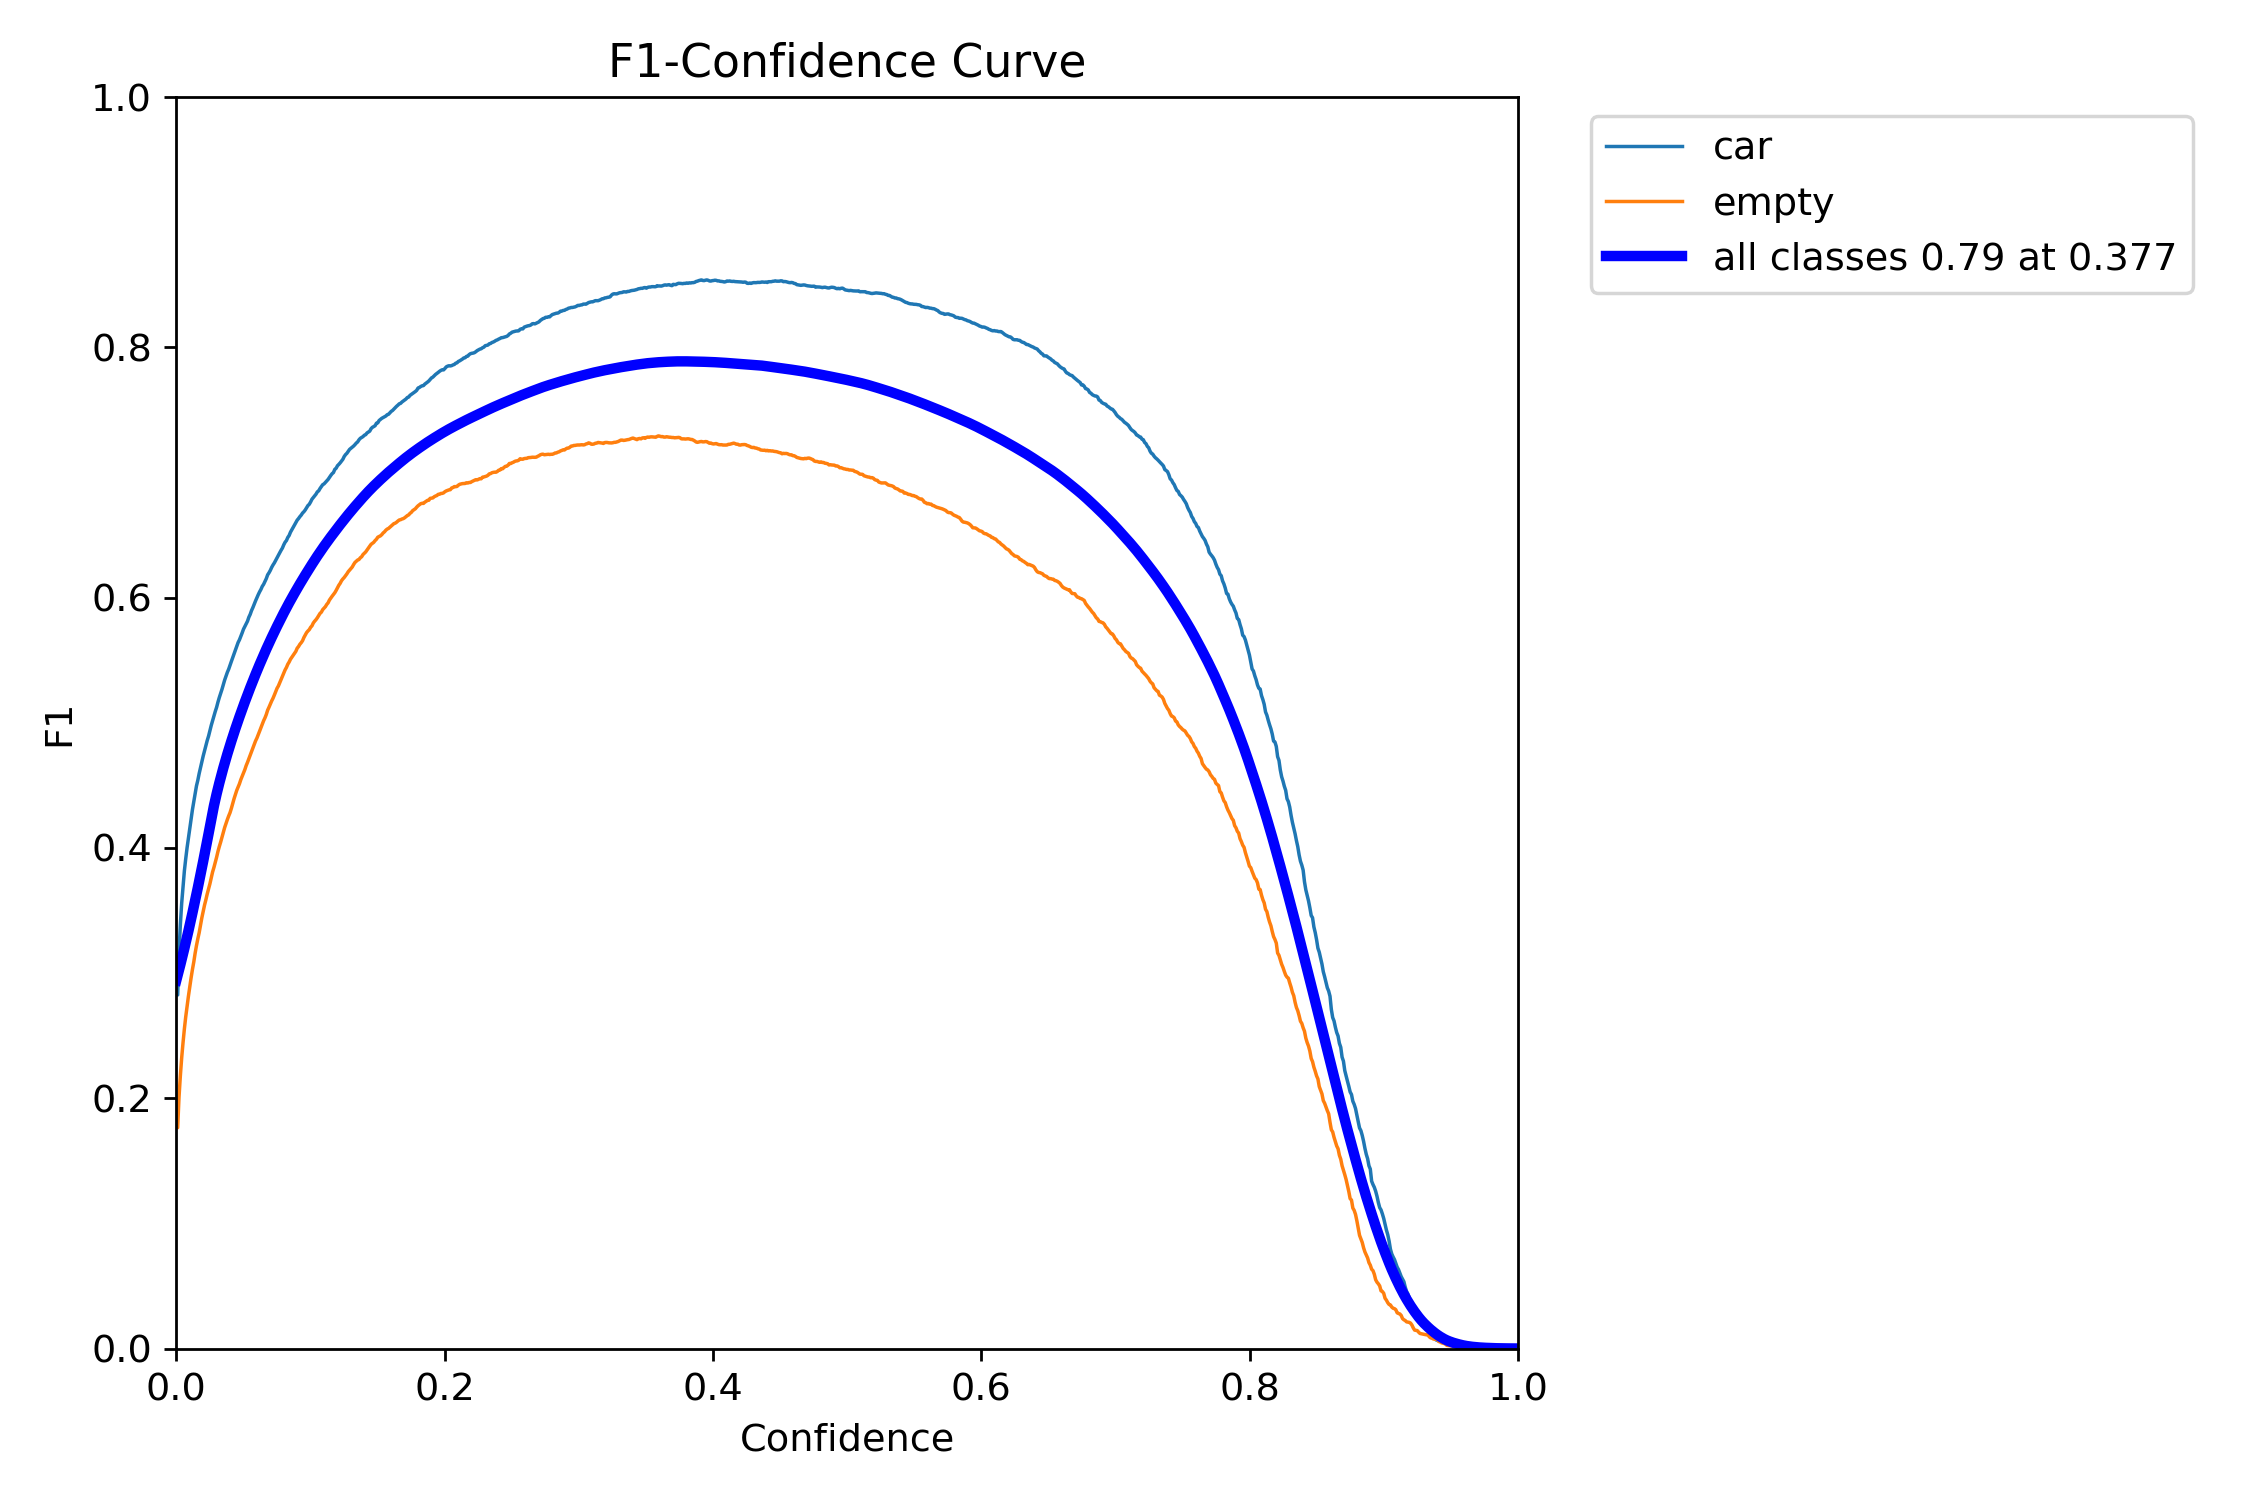 F1-Confidence Curve
1.0
0.8
0.6
0.4
0.2
0.0
F1
0.0 0.2 0.4 0.6 0.8 1.0
Confidence
car
empty
all classes 0.79 at 0.377